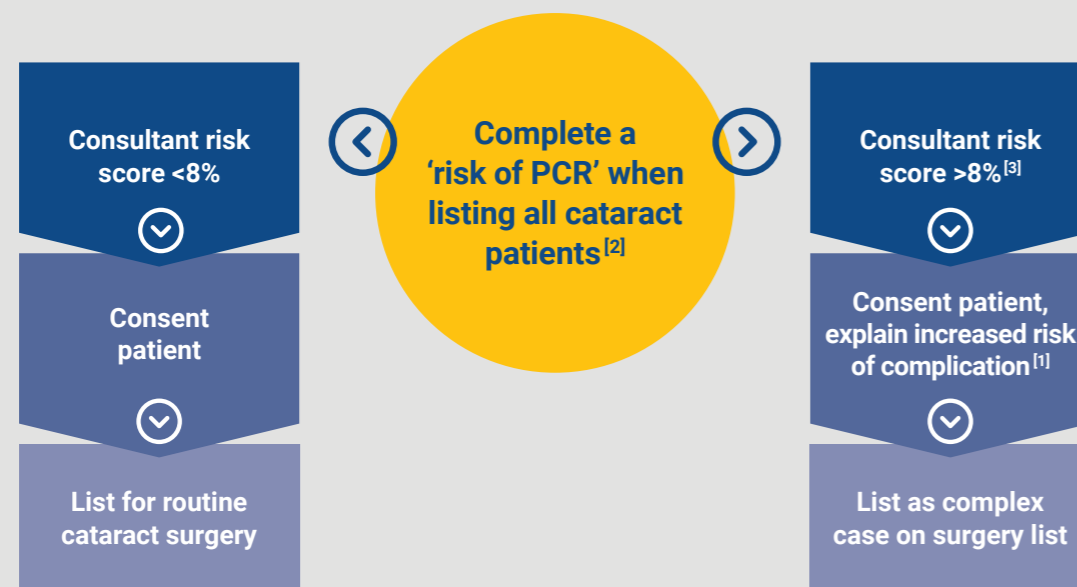 Complete a
‘risk of PCR’ when
listing all cataract
patients[2]
Consultant risk
score <8%
Consent
patient
List for routine
cataract surgery
Consultant risk
score >8%[3]
Consent patient,
explain increased risk
of complication[1]
List as complex
case on surgery list